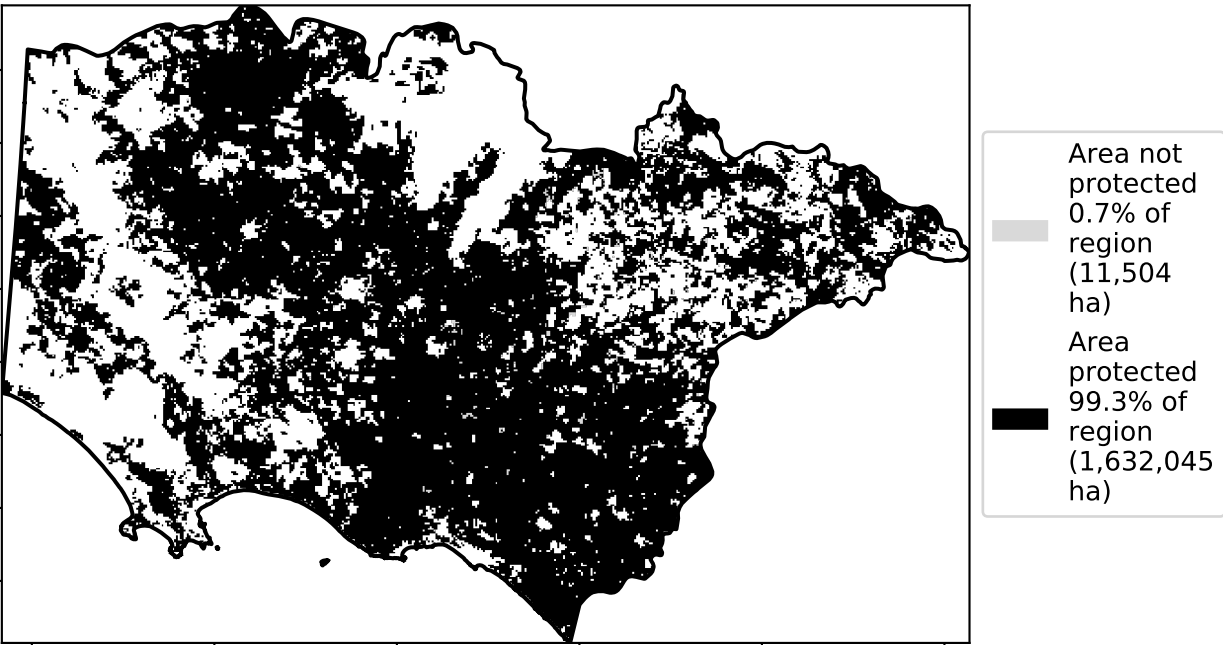 Area not
protected
0.7% of
region
(11,504
ha)
Area
protected
99.3% of
region
(1,632,045
ha)